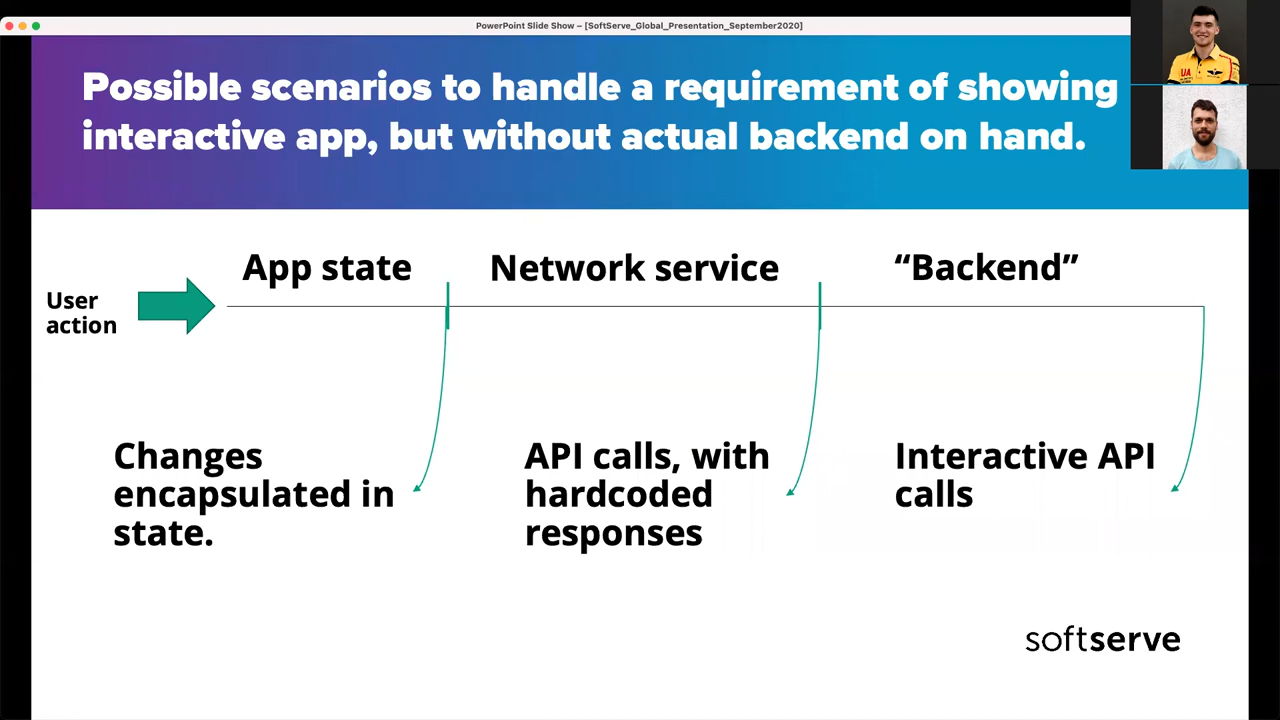 PowerPoint Slide Show – [SoftServe_Global_Presentation_September2020]
Possible scenarios to handle a requirement of showing
interactive app, but without actual backend on hand.
App state
Network service
“Backend”
User
action
Changes
encapsulated in
state.
API calls, with
hardcoded
responses
Interactive API
calls
softserve
UA